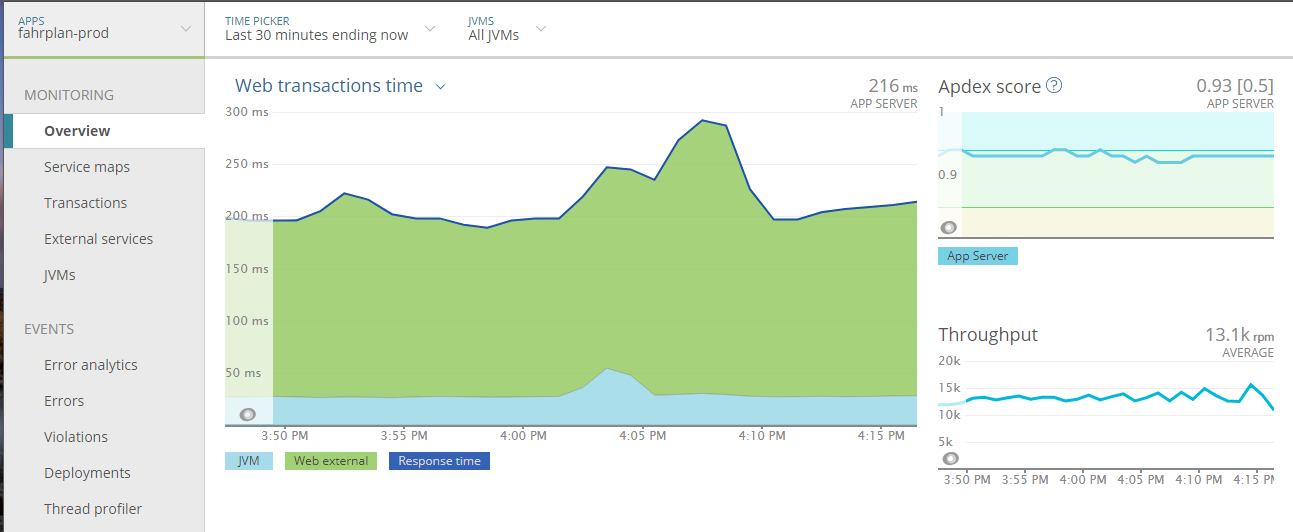 APPS
fahrplan-prod
TIME PICKER
Last 30 minutes ending now
JVMS
All JVMs
MONITORING
Overview
Service maps
Transactions
External services
JVMs
EVENTS
Error analytics
Errors
Violations
Deployments
Thread profiler
Web transactions time
216 ms
APP SERVER
300 ms
250 ms
200 ms
150 ms
100 ms
50 ms
3:50 PM 3:55 PM 4:00 PM 4:05 PM 4:10 PM 4:15 PM
JVM Web external Response time
Apdex score ?
0.93 [0.5]
APP SERVER
1
0.9
App Server
Throughput
13.1k rpm
AVERAGE
20k
15k
10k
5k
3:50 PM 3:55 PM 4:00 PM 4:05 PM 4:10 PM 4:15 P